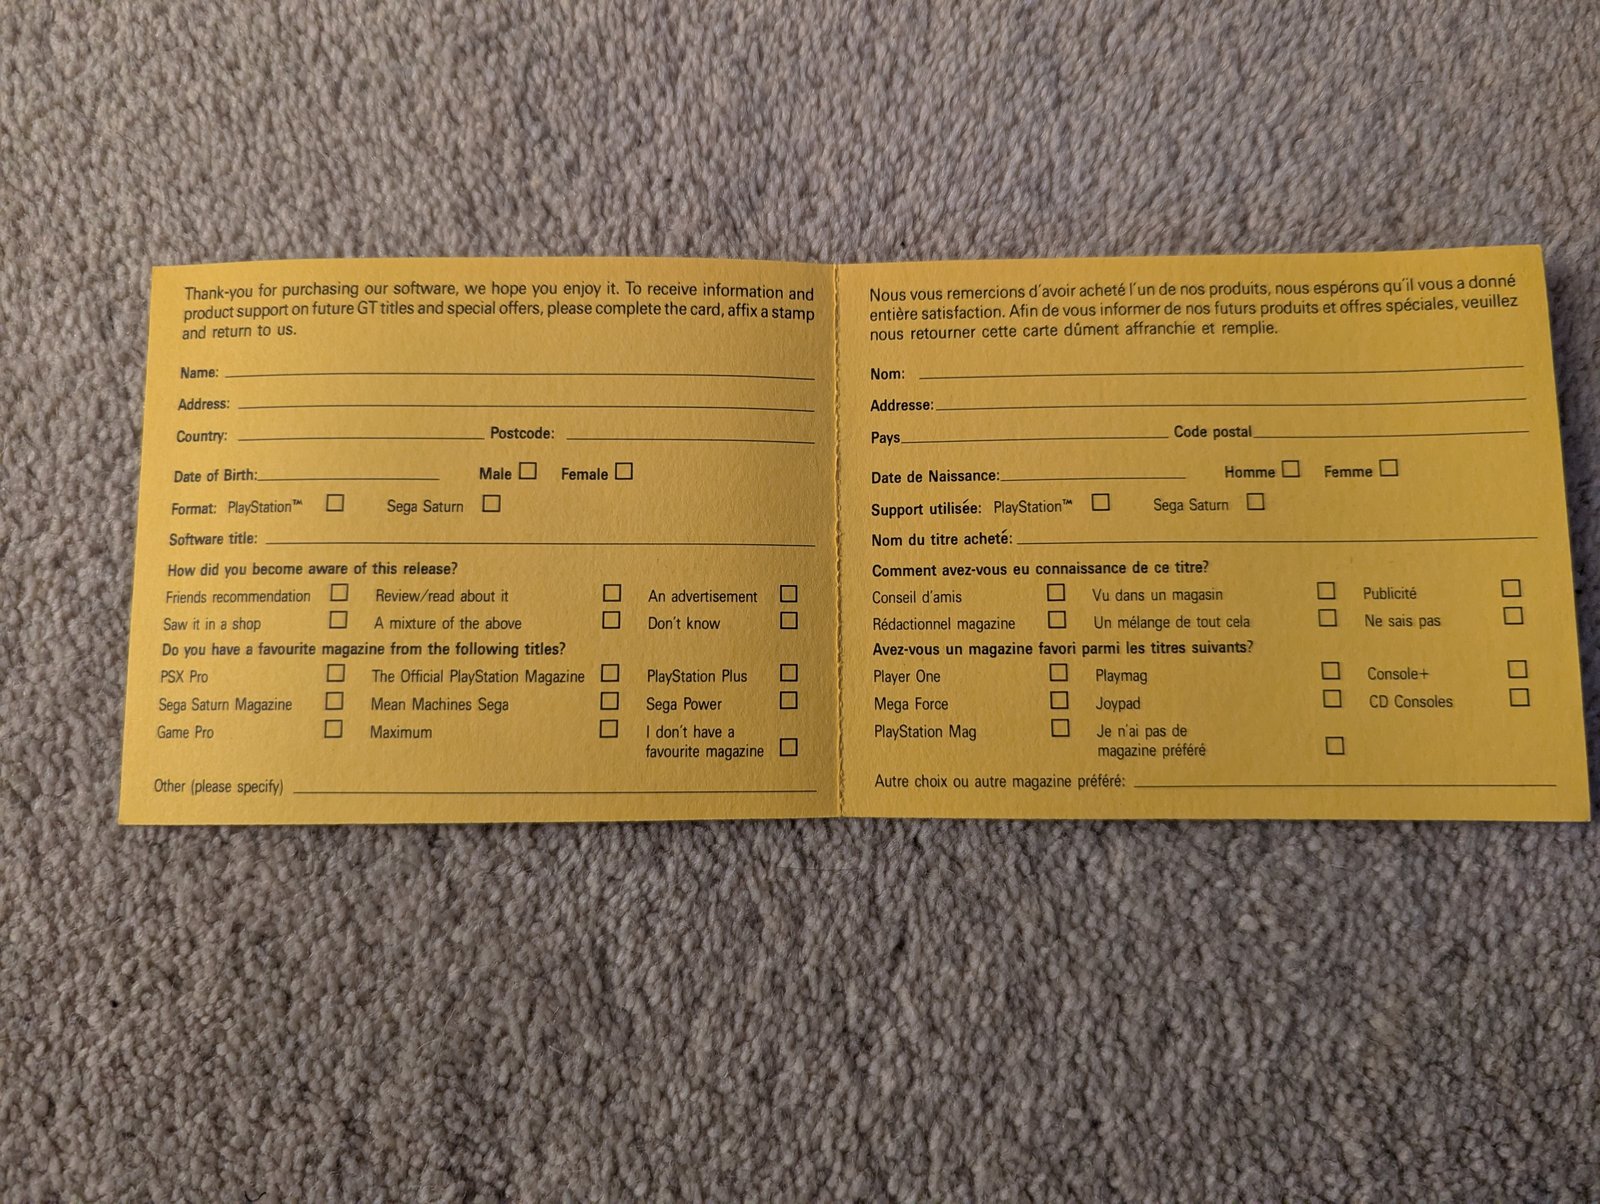 Thank-you for purchasing our software, we hope you enjoy it. To receive information and
product support on future GT titles and special offers, please complete the card, affix a stamp
and return to us.
Name:
Address:
Country: Postcode:
Date of Birth: Male Female
Format: PlayStation™ Sega Saturn
Software title:
How did you become aware of this release?
Friends recommendation Review/read about it An advertisement
Saw it in a shop A mixture of the above Don't know
Do you have a favourite magazine from the following titles?
PSX Pro The Official PlayStation Magazine PlayStation Plus
Sega Saturn Magazine Mean Machines Sega Sega Power
Game Pro Maximum I don't have a
favourite magazine
Other (please specify)
Nous vous remercions d'avoir acheté l'un de nos produits, nous espérons qu'il vous a donné
entière satisfaction. Afin de vous informer de nos futurs produits et offres spéciales, veuillez
nous retourner cette carte dûment affranchie et remplie.
Nom:
Addresse:
Pays Code postal
Date de Naissance: Homme Femme
Support utilisée: PlayStation™ Sega Saturn
Nom du titre acheté:
Comment avez-vous eu connaissance de ce titre?
Conseil d'amis Vu dans un magasin Publicité
Rédactionnel magazine Un mélange de tout cela Ne sais pas
Avez-vous un magazine favori parmi les titres suivants?
Player One Playmag Console+
Mega Force Joypad CD Consoles
PlayStation Mag Je n'ai pas de
magazine préféré
Autre choix ou autre magazine préféré: